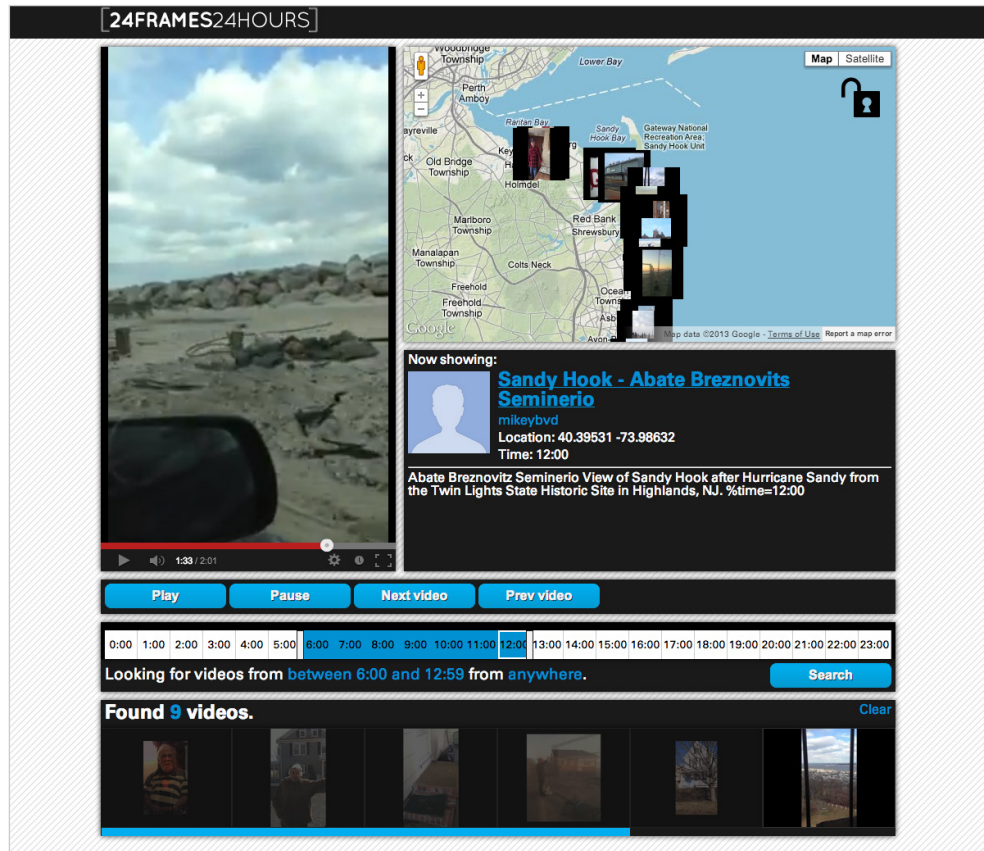 [24FRAMES24HOURS]
Woodbridge
Township
Lower Bay
Map Satellite
Perth
Amboy
+
-
Raritan Bay
Sandy
Hook Bay
Gateway National
Recreation Area;
Sandy Hook Unit
ayreville
Old Bridge
Township
Holmdel
Marlboro
Township
Red Bank
Shrewsbury
Manalapan
Township
Colts Neck
Freehold
Freehold
Township
Google
Map data ©2013 Google - Terms of Use Report a map error
Now showing:
Sandy Hook - Abate Breznovits
Seminerio
mikeybvd
Location: 40.39531 -73.98632
Time: 12:00
Abate Breznovitz Seminerio View of Sandy Hook after Hurricane Sandy from
the Twin Lights State Historic Site in Highlands, NJ. %time=12:00
1:33 / 2:01
Play Pause Next video Prev video
0:00 1:00 2:00 3:00 4:00 5:00 6:00 7:00 8:00 9:00 10:00 11:00 12:00 13:00 14:00 15:00 16:00 17:00 18:00 19:00 20:00 21:00 22:00 23:00
Looking for videos from between 6:00 and 12:59 from anywhere.
Search
Found 9 videos.
Clear